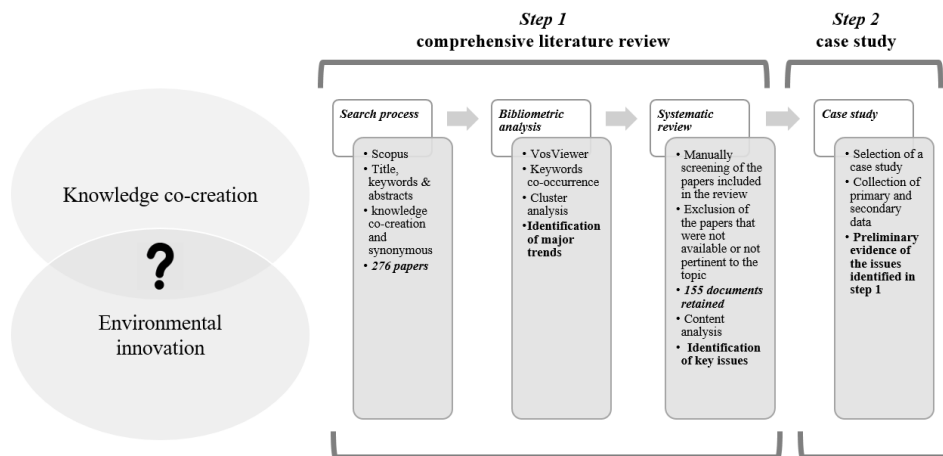 Step 1
comprehensive literature review
Step 2
case study
Knowledge co-creation
?
Environmental
innovation
Search process
• Scopus
• Title,
keywords &
abstracts
• knowledge
co-creation
and
synonymous
• 276 papers
Bibliometric
analysis
• VosViewer
• Keywords
co-occurrence
• Cluster
analysis
•Identification
of major
trends
Systematic
review
• Manually
screening of the
papers included
in the review
• Exclusion of
the papers that
were not
available or not
pertinent to the
topic
• 155 documents
retained
• Content
analysis
• Identification
of key issues
Case study
• Selection of a
case study
• Collection of
primary and
secondary
data
• Preliminary
evidence of
the issues
identified in
step 1